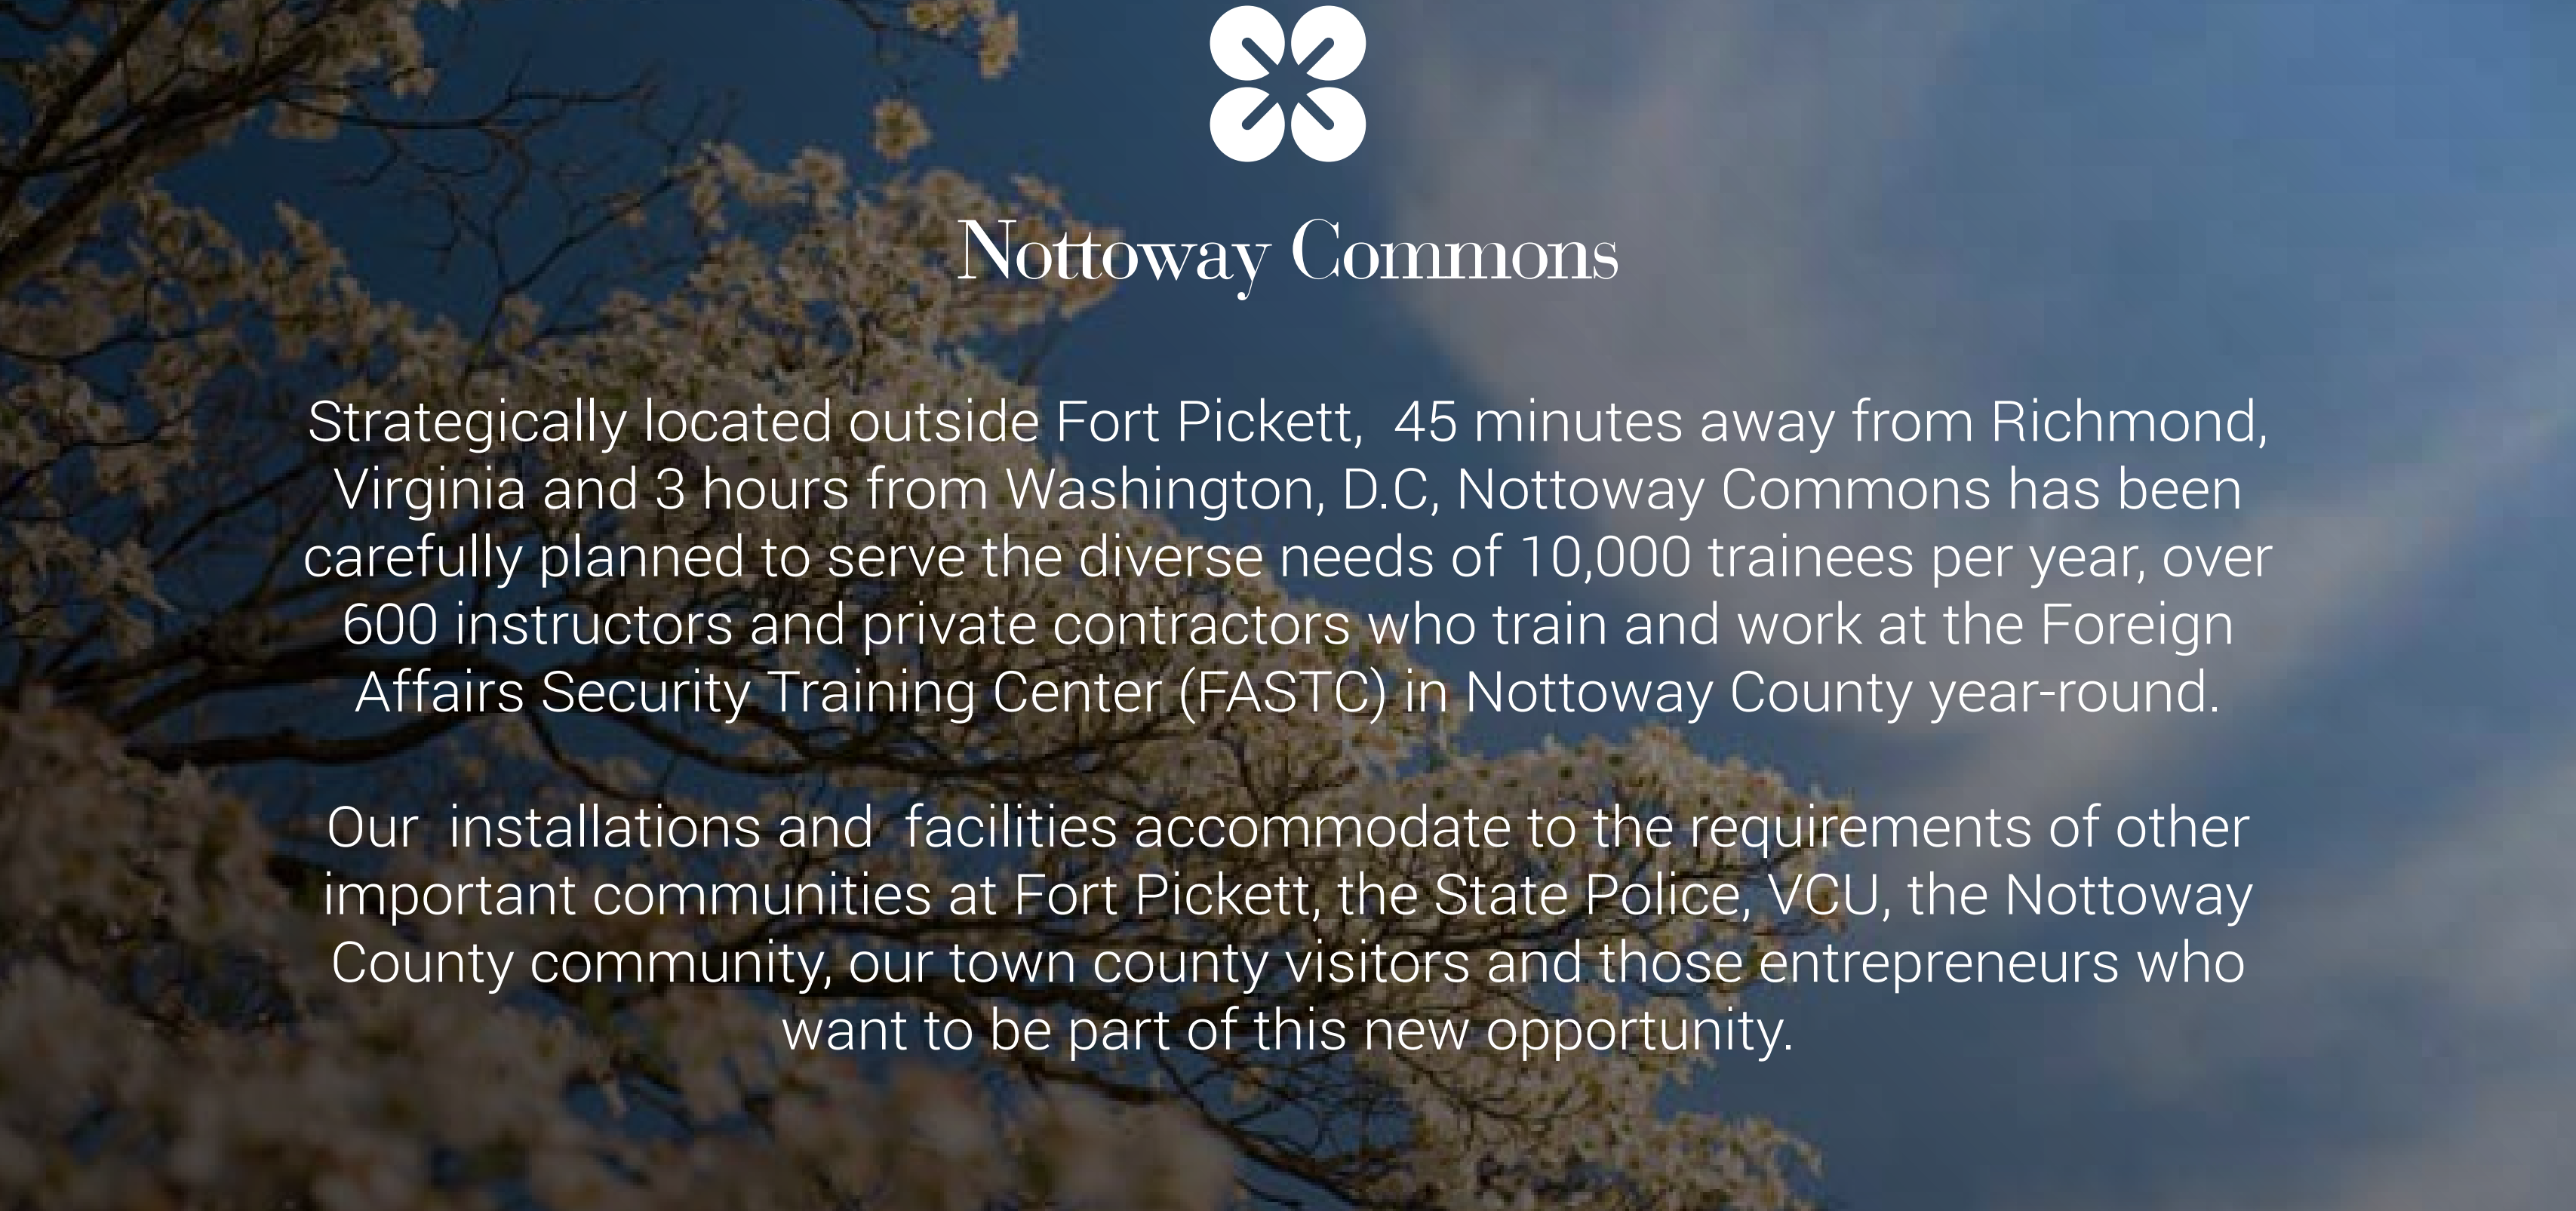 Nottoway Commons
Strategically located outside Fort Pickett,  45 minutes away from Richmond,
Virginia and 3 hours from Washington, D.C, Nottoway Commons has been
carefully planned to serve the diverse needs of 10,000 trainees per year, over
600 instructors and private contractors who train and work at the Foreign
Affairs Security Training Center (FASTC) in Nottoway County year-round.
Our  installations and  facilities accommodate to the requirements of other
important communities at Fort Pickett, the State Police, VCU, the Nottoway
County community, our town county visitors and those entrepreneurs who
want to be part of this new opportunity.